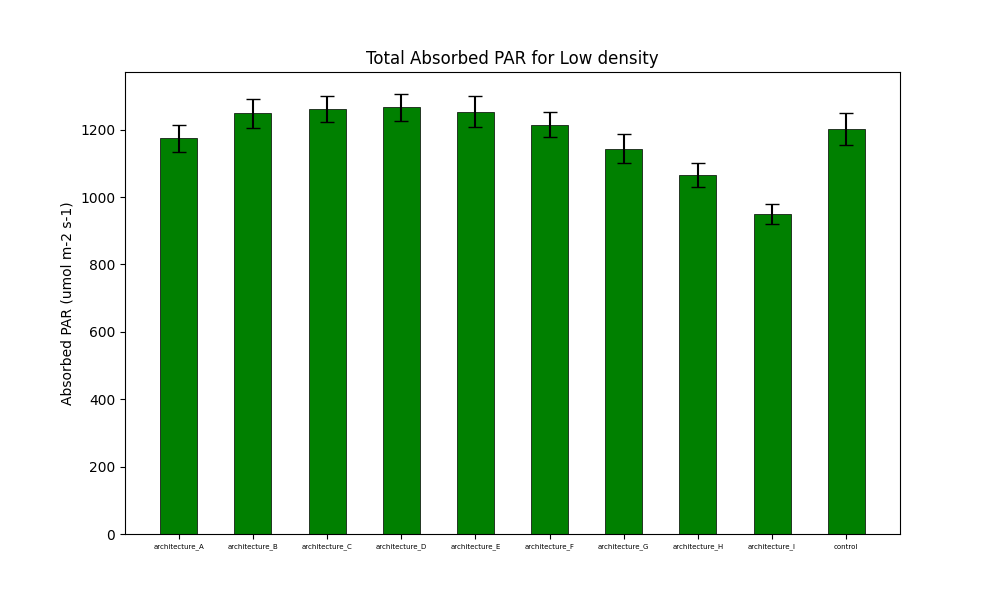 Total Absorbed PAR for Low density
Absorbed PAR (umol m-2 s-1)
1200
1000
800
600
400
200
0
architecture_A architecture_B architecture_C architecture_D architecture_E architecture_F architecture_G architecture_H architecture_I control